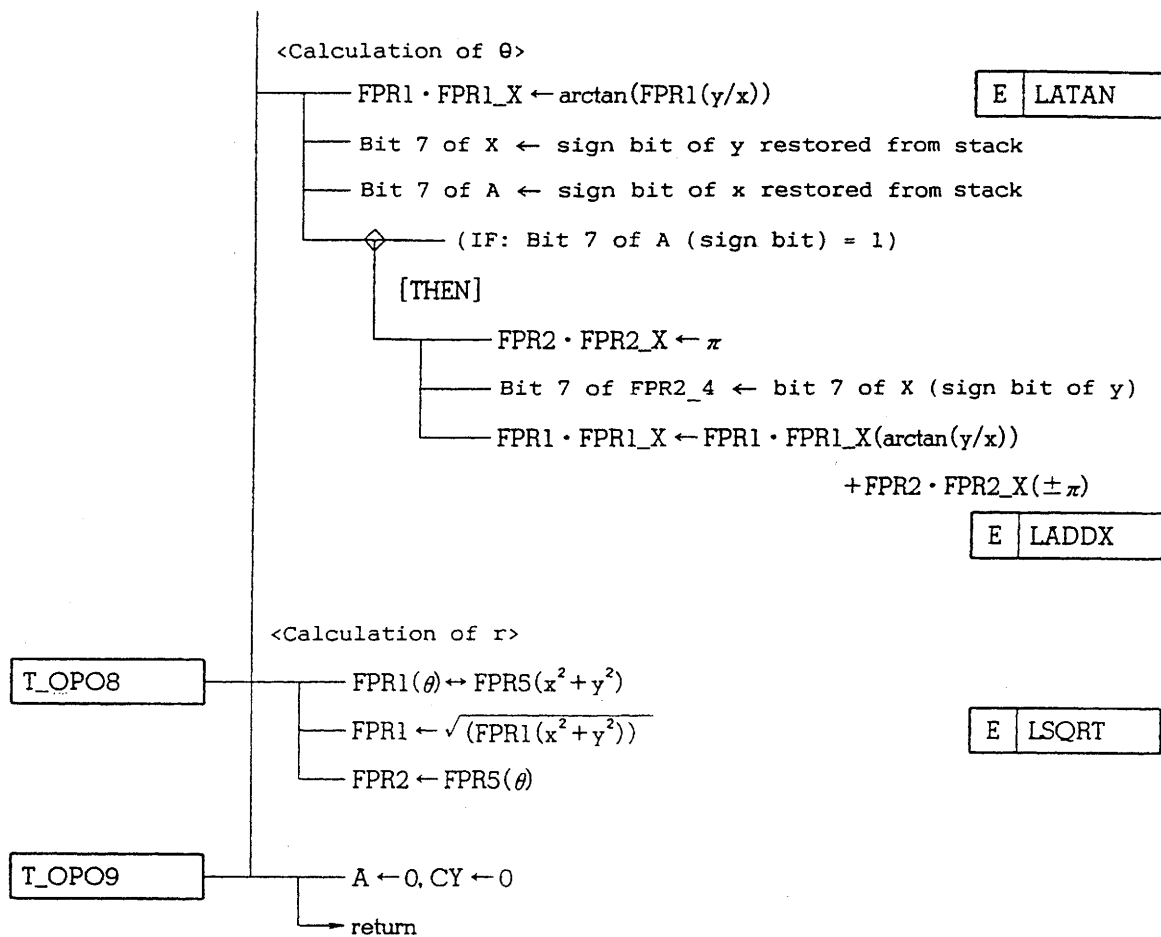 <Calculation of θ>
FPR1・FPR1_X ← arctan(FPR1(y/x))
E LATAN
Bit 7 of X ← sign bit of y restored from stack
Bit 7 of A ← sign bit of x restored from stack
(IF: Bit 7 of A (sign bit) = 1)
[THEN]
FPR2・FPR2_X ← π
Bit 7 of FPR2_4 ← bit 7 of X (sign bit of y)
FPR1・FPR1_X ← FPR1・FPR1_X(arctan(y/x))
+FPR2・FPR2_X(±π)
E LADDX
<Calculation of r>
T_OPO8 FPR1(θ) ↔ FPR5(x²+y²)
FPR1 ← √(FPR1(x²+y²))
E LSQRT
FPR2 ← FPR5(θ)
T_OPO9 A ← 0, CY ← 0
return